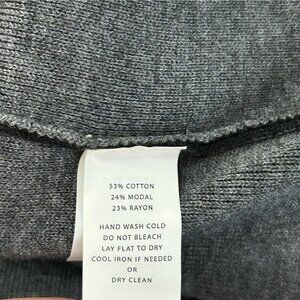 53% COTTON
24% MODAL
23% RAYON
HAND WASH COLD
DO NOT BLEACH
LAY FLAT TO DRY
COOL IRON IF NEEDED
OR
DRY CLEAN